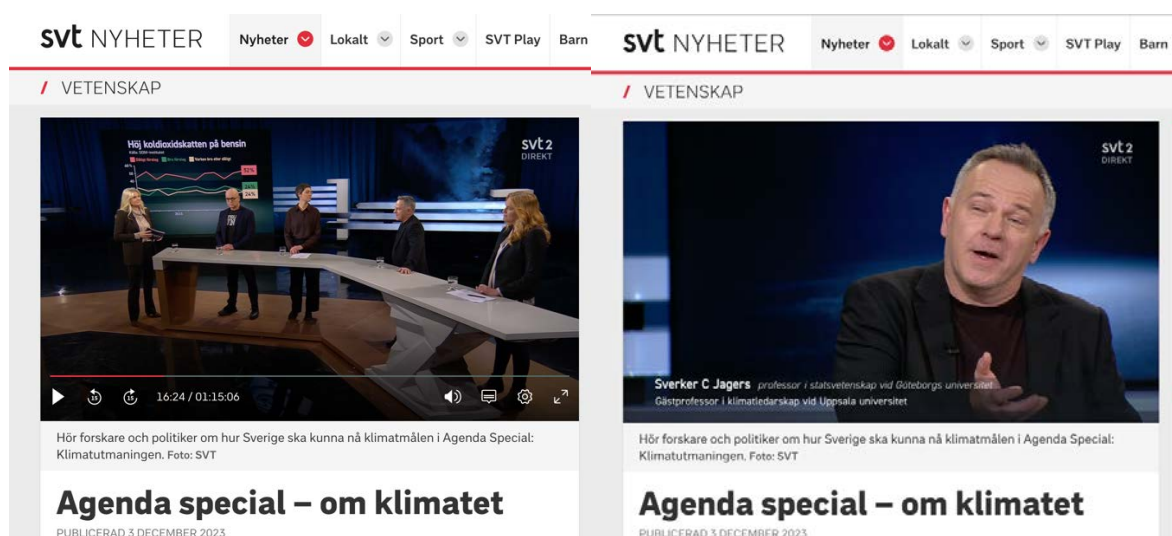 svt NYHETER
Nyheter Lokalt Sport SVT Play Barn
/ VETENSKAP
Höj koldioxidskatten på bensin
svt2
DIREKT
52%
24%
16:24 / 01:15:06
Hör forskare och politiker om hur Sverige ska kunna nå klimatmålen i Agenda Special:
Klimatutmaningen. Foto: SVT
Agenda special – om klimatet
PUBLICERAD 3 DECEMBER 2023
svt NYHETER
Nyheter Lokalt Sport SVT Play Barn
/ VETENSKAP
svt2
DIREKT
Sverker C Jagers professor i statsvetenskap vid Göteborgs universitet
Gästprofessor i klimatledarskap vid Uppsala universitet
Hör forskare och politiker om hur Sverige ska kunna nå klimatmålen i Agenda Special:
Klimatutmaningen. Foto: SVT
Agenda special – om klimatet
PUBLICERAD 3 DECEMBER 2023